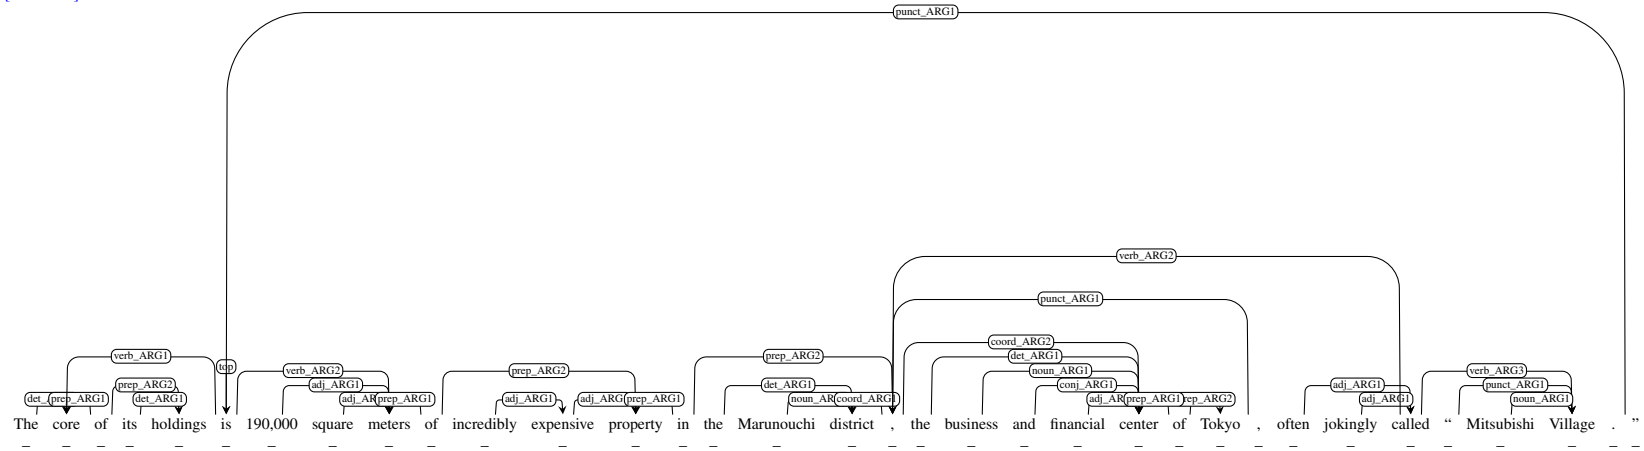 punct_ARG1
verb_ARG2
punct_ARG1
coord_ARG2
verb_ARG1 prep_ARG2 det_ARG1
top verb_ARG2 prep_ARG2 noun_ARG1 verb_ARG3
prep_ARG2 adj_ARG1 det_ARG1 conj_ARG1 adj_ARG1 punct_ARG1
prep_ARG1 det_ARG1 prep_ARG1 adj_ARG1 prep_ARG1 coord_ARG1 prep_ARG1 adj_ARG1 noun_ARG1
The core of its holdings is 190,000 square meters of incredibly expensive property in the Marunouchi district , the business and financial center of Tokyo , often jokingly called “ Mitsubishi Village . ”
_ _ _ _ _ _ _ _ _ _ _ _ _ _ _ _ _ _ _ _ _ _ _ _ _ _ _ _ _ _ _ _ _ _ _